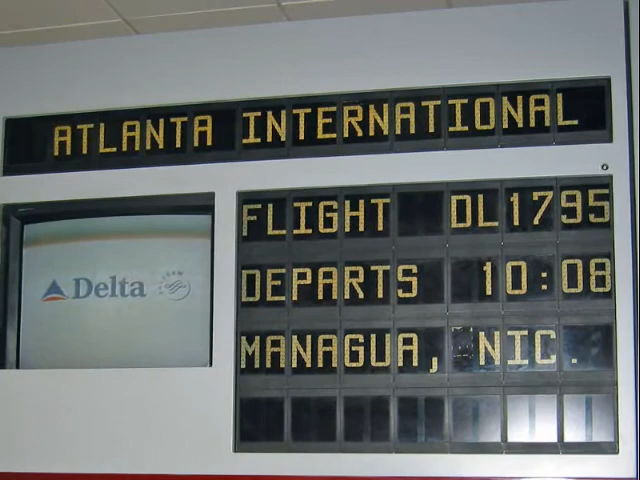 ATLANTA INTERNATIONAL
Delta
FLIGHT DL1795
DEPARTS 10:08
MANAGUA, NIC.